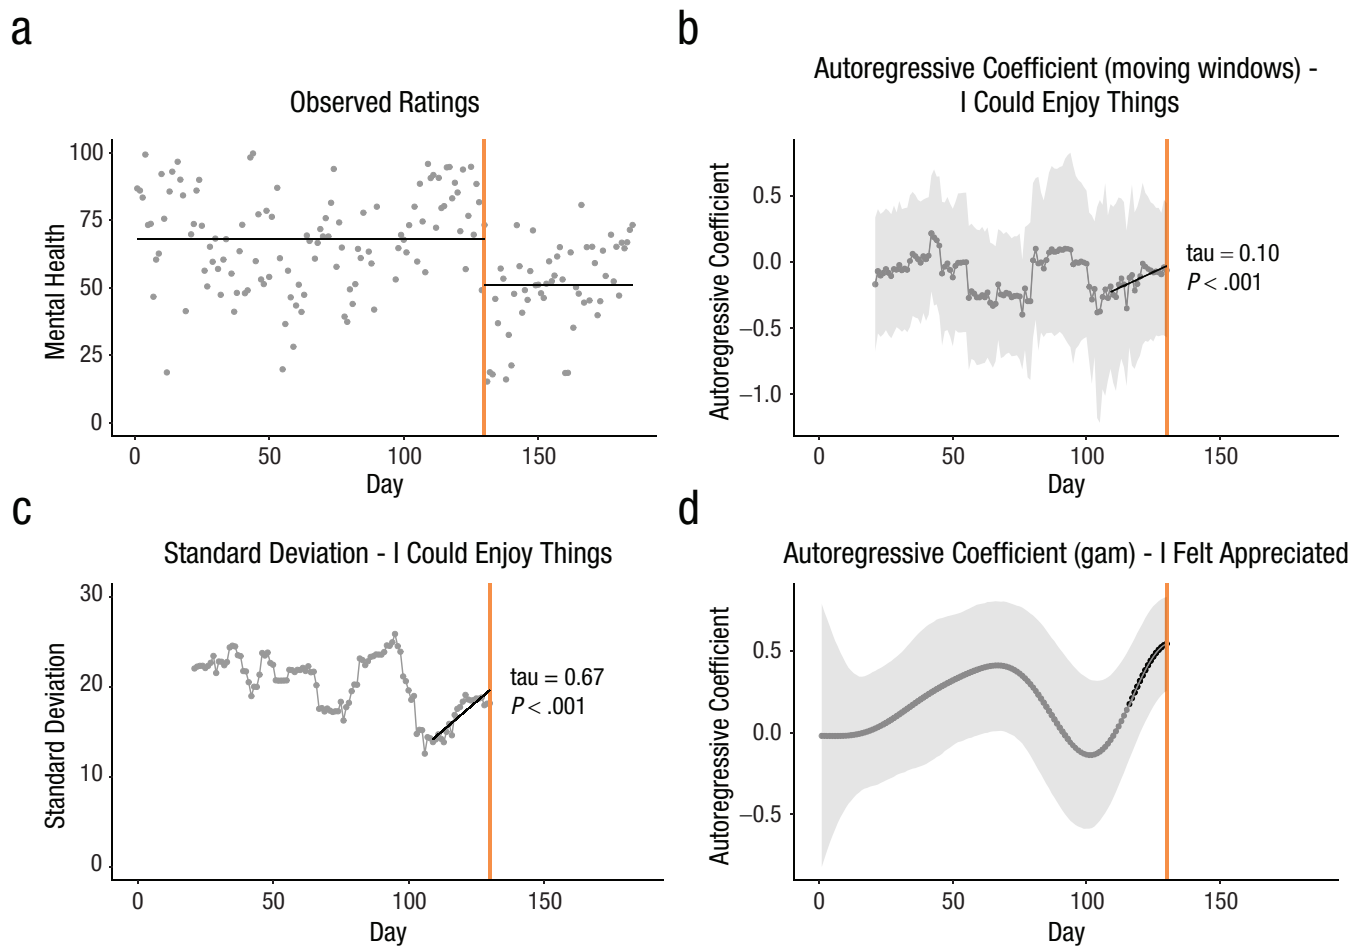 a
Observed Ratings
Mental Health
100
75
50
25
0
0 50 100 150
Day
b
Autoregressive Coefficient (moving windows) -
I Could Enjoy Things
Autoregressive Coefficient
0.5
0.0
−0.5
−1.0
tau = 0.10
P < .001
0 50 100 150
Day
c
Standard Deviation - I Could Enjoy Things
Standard Deviation
30
20
10
0
tau = 0.67
P < .001
0 50 100 150
Day
d
Autoregressive Coefficient (gam) - I Felt Appreciated
Autoregressive Coefficient
0.5
0.0
−0.5
0 50 100 150
Day